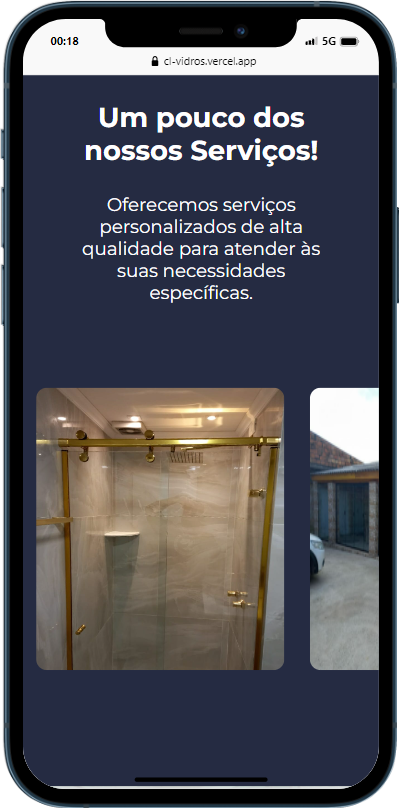 00:18
5G
cl-vidros.vercel.app
Um pouco dos
nossos Serviços!
Oferecemos serviços
personalizados de alta
qualidade para atender às
suas necessidades
específicas.